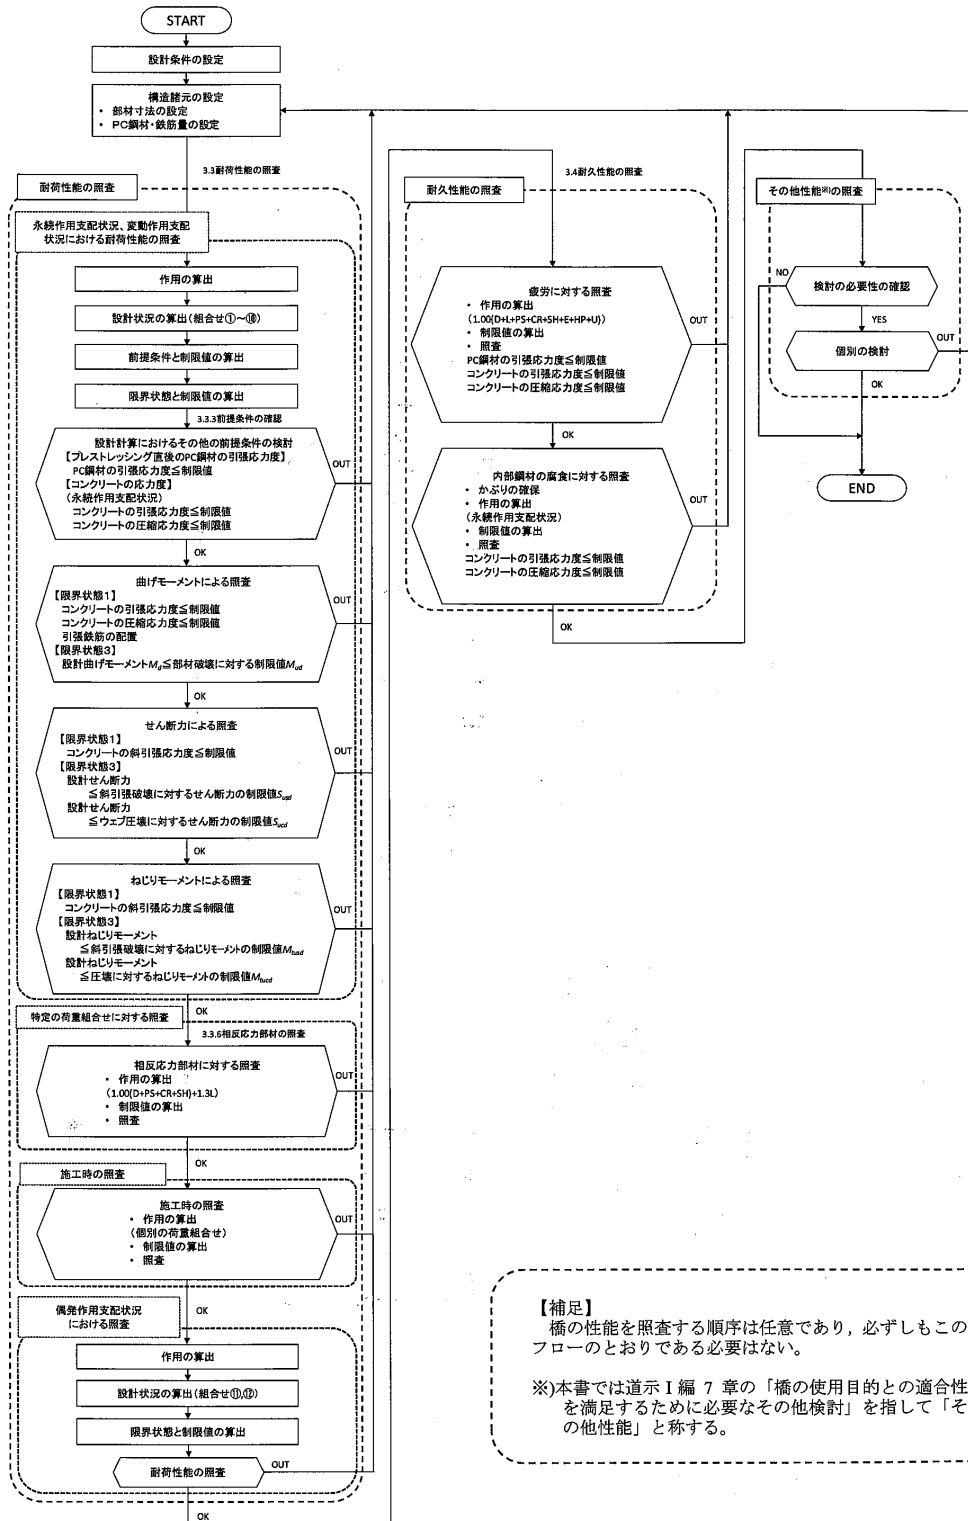 START
設計条件の設定
構造諸元の設定
・ 部材寸法の設定
・ PC鋼材・鉄筋量の設定
3.3耐荷性能の照査
耐荷性能の照査
永続作用支配状況、変動作用支配
状況における耐荷性能の照査
作用の算出
設計状況の算出(組合せ①~⑩)
前提条件と制限値の算出
限界状態と制限値の算出
3.3.3前提条件の確認
設計計算におけるその他の前提条件の検討
【プレストレッシング直後のPC鋼材の引張応力度】
PC鋼材の引張応力度≦制限値
【コンクリートの応力度】
(永続作用支配状況)
コンクリートの引張応力度≦制限値
コンクリートの圧縮応力度≦制限値
OUT
OK
曲げモーメントによる照査
【限界状態1】
コンクリートの引張応力度≦制限値
コンクリートの圧縮応力度≦制限値
引張鉄筋の配置
【限界状態3】
設計曲げモーメントMd≦部材破壊に対する制限値Mud
OUT
OK
せん断力による照査
【限界状態1】
コンクリートの斜引張応力度≦制限値
【限界状態3】
設計せん断力
≦斜引張破壊に対するせん断力の制限値Susd
設計せん断力
≦ウェブ圧壊に対するせん断力の制限値Sucd
OUT
OK
ねじりモーメントによる照査
【限界状態1】
コンクリートの斜引張応力度≦制限値
【限界状態3】
設計ねじりモーメント
≦斜引張破壊に対するねじりモーメントの制限値Mtusd
設計ねじりモーメント
≦圧壊に対するねじりモーメントの制限値Mtucd
OUT
OK
特定の荷重組合せに対する照査
3.3.6相反応力部材の照査
相反応力部材に対する照査
・ 作用の算出
(1.00(D+PS+CR+SH)+1.3L)
・ 制限値の算出
・ 照査
OUT
OK
施工時の照査
施工時の照査
・ 作用の算出
(個別の荷重組合せ)
・ 制限値の算出
・ 照査
OUT
OK
偶発作用支配状況
における照査
作用の算出
設計状況の算出(組合せ⑪,⑫)
限界状態と制限値の算出
耐荷性能の照査
OUT
OK
3.4耐久性能の照査
耐久性能の照査
疲労に対する照査
・ 作用の算出
(1.00(D+L+PS+CR+SH+E+HP+U))
・ 制限値の算出
・ 照査
PC鋼材の引張応力度≦制限値
コンクリートの引張応力度≦制限値
コンクリートの圧縮応力度≦制限値
OUT
OK
内部鋼材の腐食に対する照査
・ かぶりの確保
・ 作用の算出
(永続作用支配状況)
・ 制限値の算出
・ 照査
コンクリートの引張応力度≦制限値
コンクリートの圧縮応力度≦制限値
OUT
OK
その他性能※)の照査
NO
検討の必要性の確認
YES
個別の検討
OUT
OK
END
【補足】
橋の性能を照査する順序は任意であり,必ずしもこの
フローのとおりである必要はない。
※)本書では道示Ⅰ編 7 章の「橋の使用目的との適合性
を満足するために必要なその他検討」を指して「そ
の他性能」と称する。